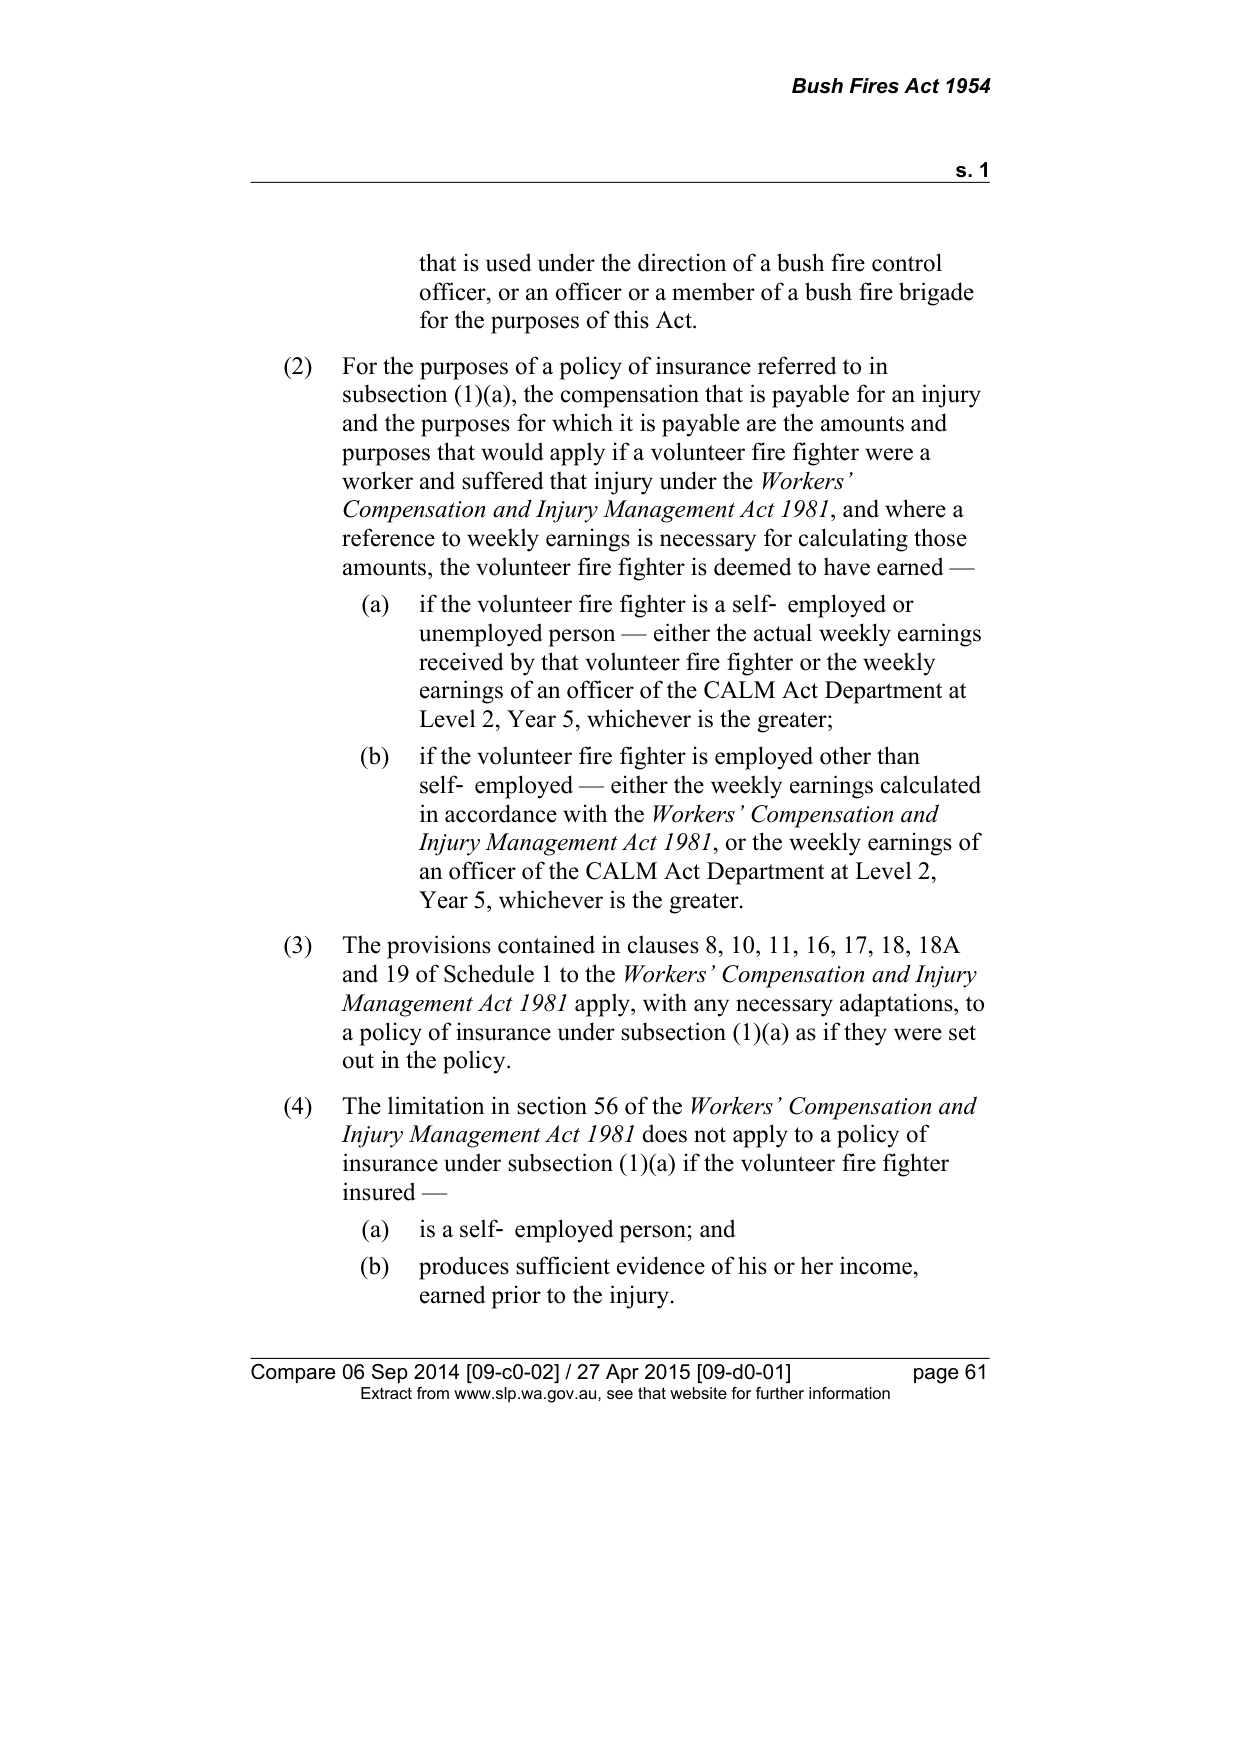 Bush Fires Act 1954
s. 1
that is used under the direction of a bush fire control
officer, or an officer or a member of a bush fire brigade
for the purposes of this Act.
(2) For the purposes of a policy of insurance referred to in
subsection (1)(a), the compensation that is payable for an injury
and the purposes for which it is payable are the amounts and
purposes that would apply if a volunteer fire fighter were a
worker and suffered that injury under the Workers’
Compensation and Injury Management Act 1981, and where a
reference to weekly earnings is necessary for calculating those
amounts, the volunteer fire fighter is deemed to have earned —
(a) if the volunteer fire fighter is a self- employed or
unemployed person — either the actual weekly earnings
received by that volunteer fire fighter or the weekly
earnings of an officer of the CALM Act Department at
Level 2, Year 5, whichever is the greater;
(b) if the volunteer fire fighter is employed other than
self- employed — either the weekly earnings calculated
in accordance with the Workers’ Compensation and
Injury Management Act 1981, or the weekly earnings of
an officer of the CALM Act Department at Level 2,
Year 5, whichever is the greater.
(3) The provisions contained in clauses 8, 10, 11, 16, 17, 18, 18A
and 19 of Schedule 1 to the Workers’ Compensation and Injury
Management Act 1981 apply, with any necessary adaptations, to
a policy of insurance under subsection (1)(a) as if they were set
out in the policy.
(4) The limitation in section 56 of the Workers’ Compensation and
Injury Management Act 1981 does not apply to a policy of
insurance under subsection (1)(a) if the volunteer fire fighter
insured —
(a) is a self- employed person; and
(b) produces sufficient evidence of his or her income,
earned prior to the injury.
Compare 06 Sep 2014 [09-c0-02] / 27 Apr 2015 [09-d0-01] page 61
Extract from www.slp.wa.gov.au, see that website for further information